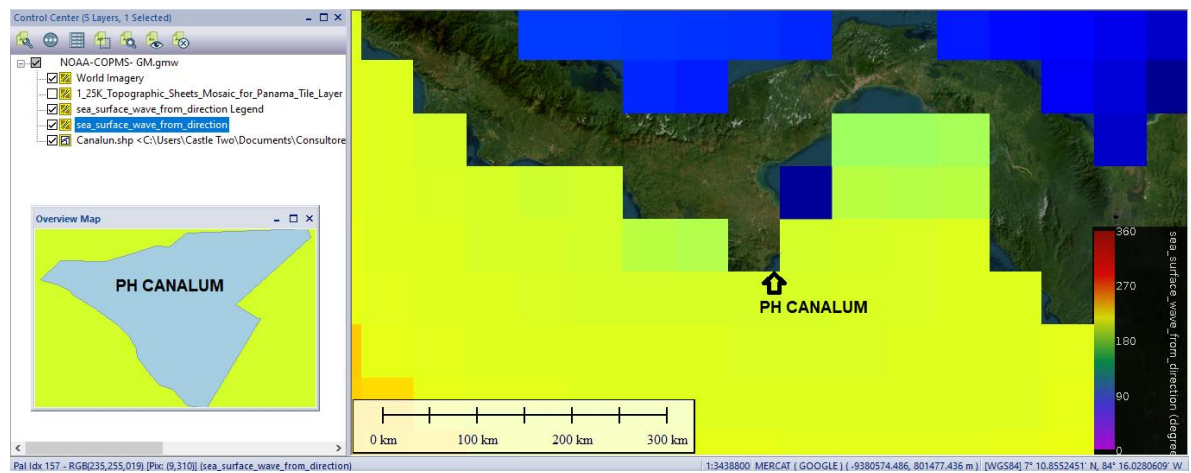 Control Center (5 Layers, 1 Selected)
NOAA-COPMS- GM.gmw
World Imagery
1_25K_Topographic_Sheets_Mosaic_for_Panama_Tile_Layer
sea_surface_wave_from_direction Legend
sea_surface_wave_from_direction
Canalun.shp <C:\Users\Castle Two\Documents\Consultore
Overview Map
PH CANALUM
PH CANALUM
0 km 100 km 200 km 300 km
360
270
180
90
0
sea_surface_wave_from_direction (degree
Pal Idx 157 - RGB(235,255,019) [Pix: (9,310)] (sea_surface_wave_from_direction)
1:3438800 MERCAT ( GOOGLE ) ( -9380574.486, 801477.436 m ) [WGS84] 7° 10.8552451' N, 84° 16.0280609' W